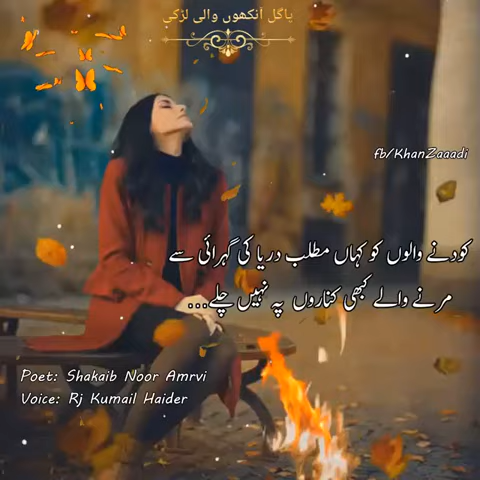 پاگل آنکھوں والی لڑکی
fb/KhanZaaadi
کودنے والوں کو کہاں مطلب دریا کی گہرائی سے
مرنے والے کبھی کناروں پہ نہیں چلے...
Poet: Shakaib Noor Amrvi
Voice: Rj Kumail Haider